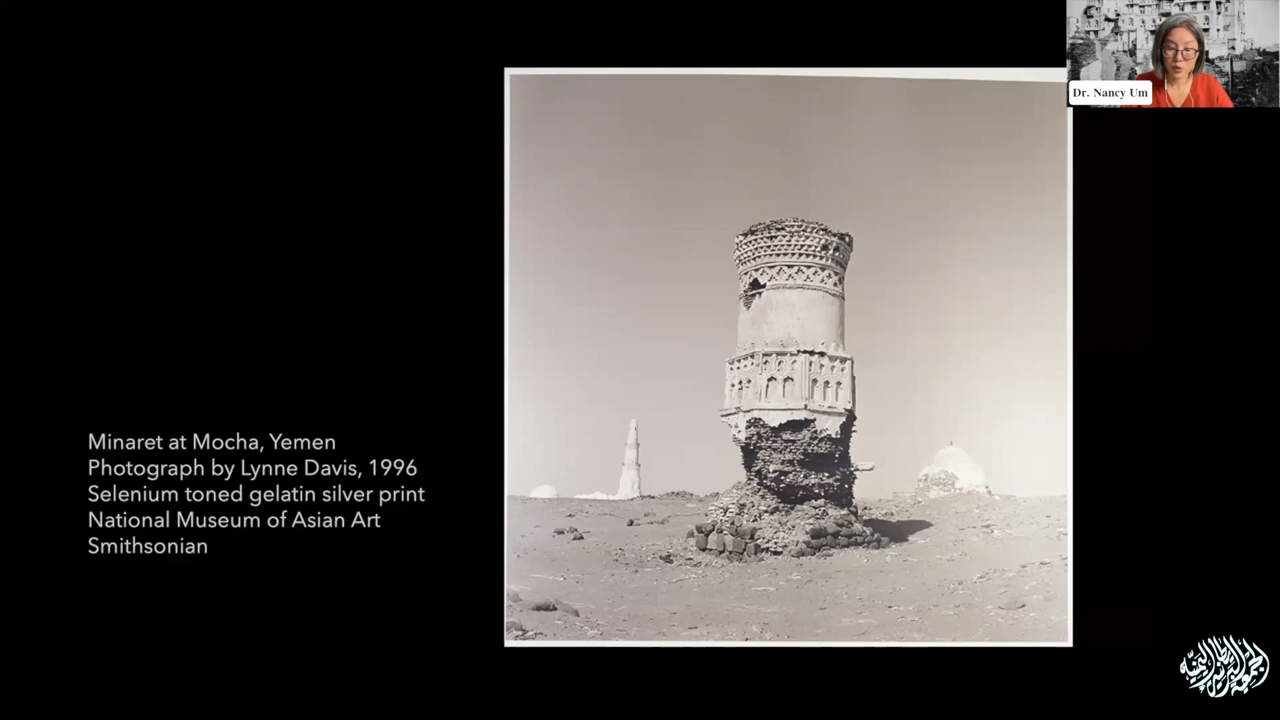 Dr. Nancy Um
Minaret at Mocha, Yemen
Photograph by Lynne Davis, 1996
Selenium toned gelatin silver print
National Museum of Asian Art
Smithsonian